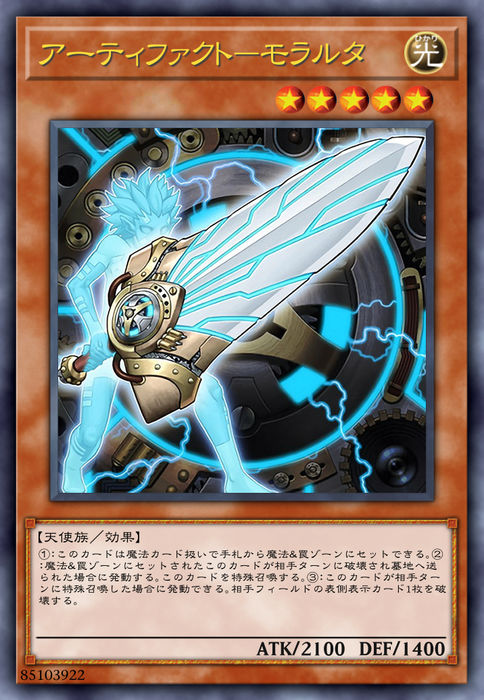 アーティファクトーモラルタ
ひかり
光
【天使族／効果】
①:このカードは魔法カード扱いで手札から魔法&罠ゾーンにセットできる。②
:魔法&罠ゾーンにセットされたこのカードが相手ターンに破壊され墓地へ送
られた場合に発動する。このカードを特殊召喚する。③:このカードが相手ター
ンに特殊召喚した場合に発動できる。相手フィールドの表側表示カード1枚を破
壊する。
ATK/2100 DEF/1400
85103922